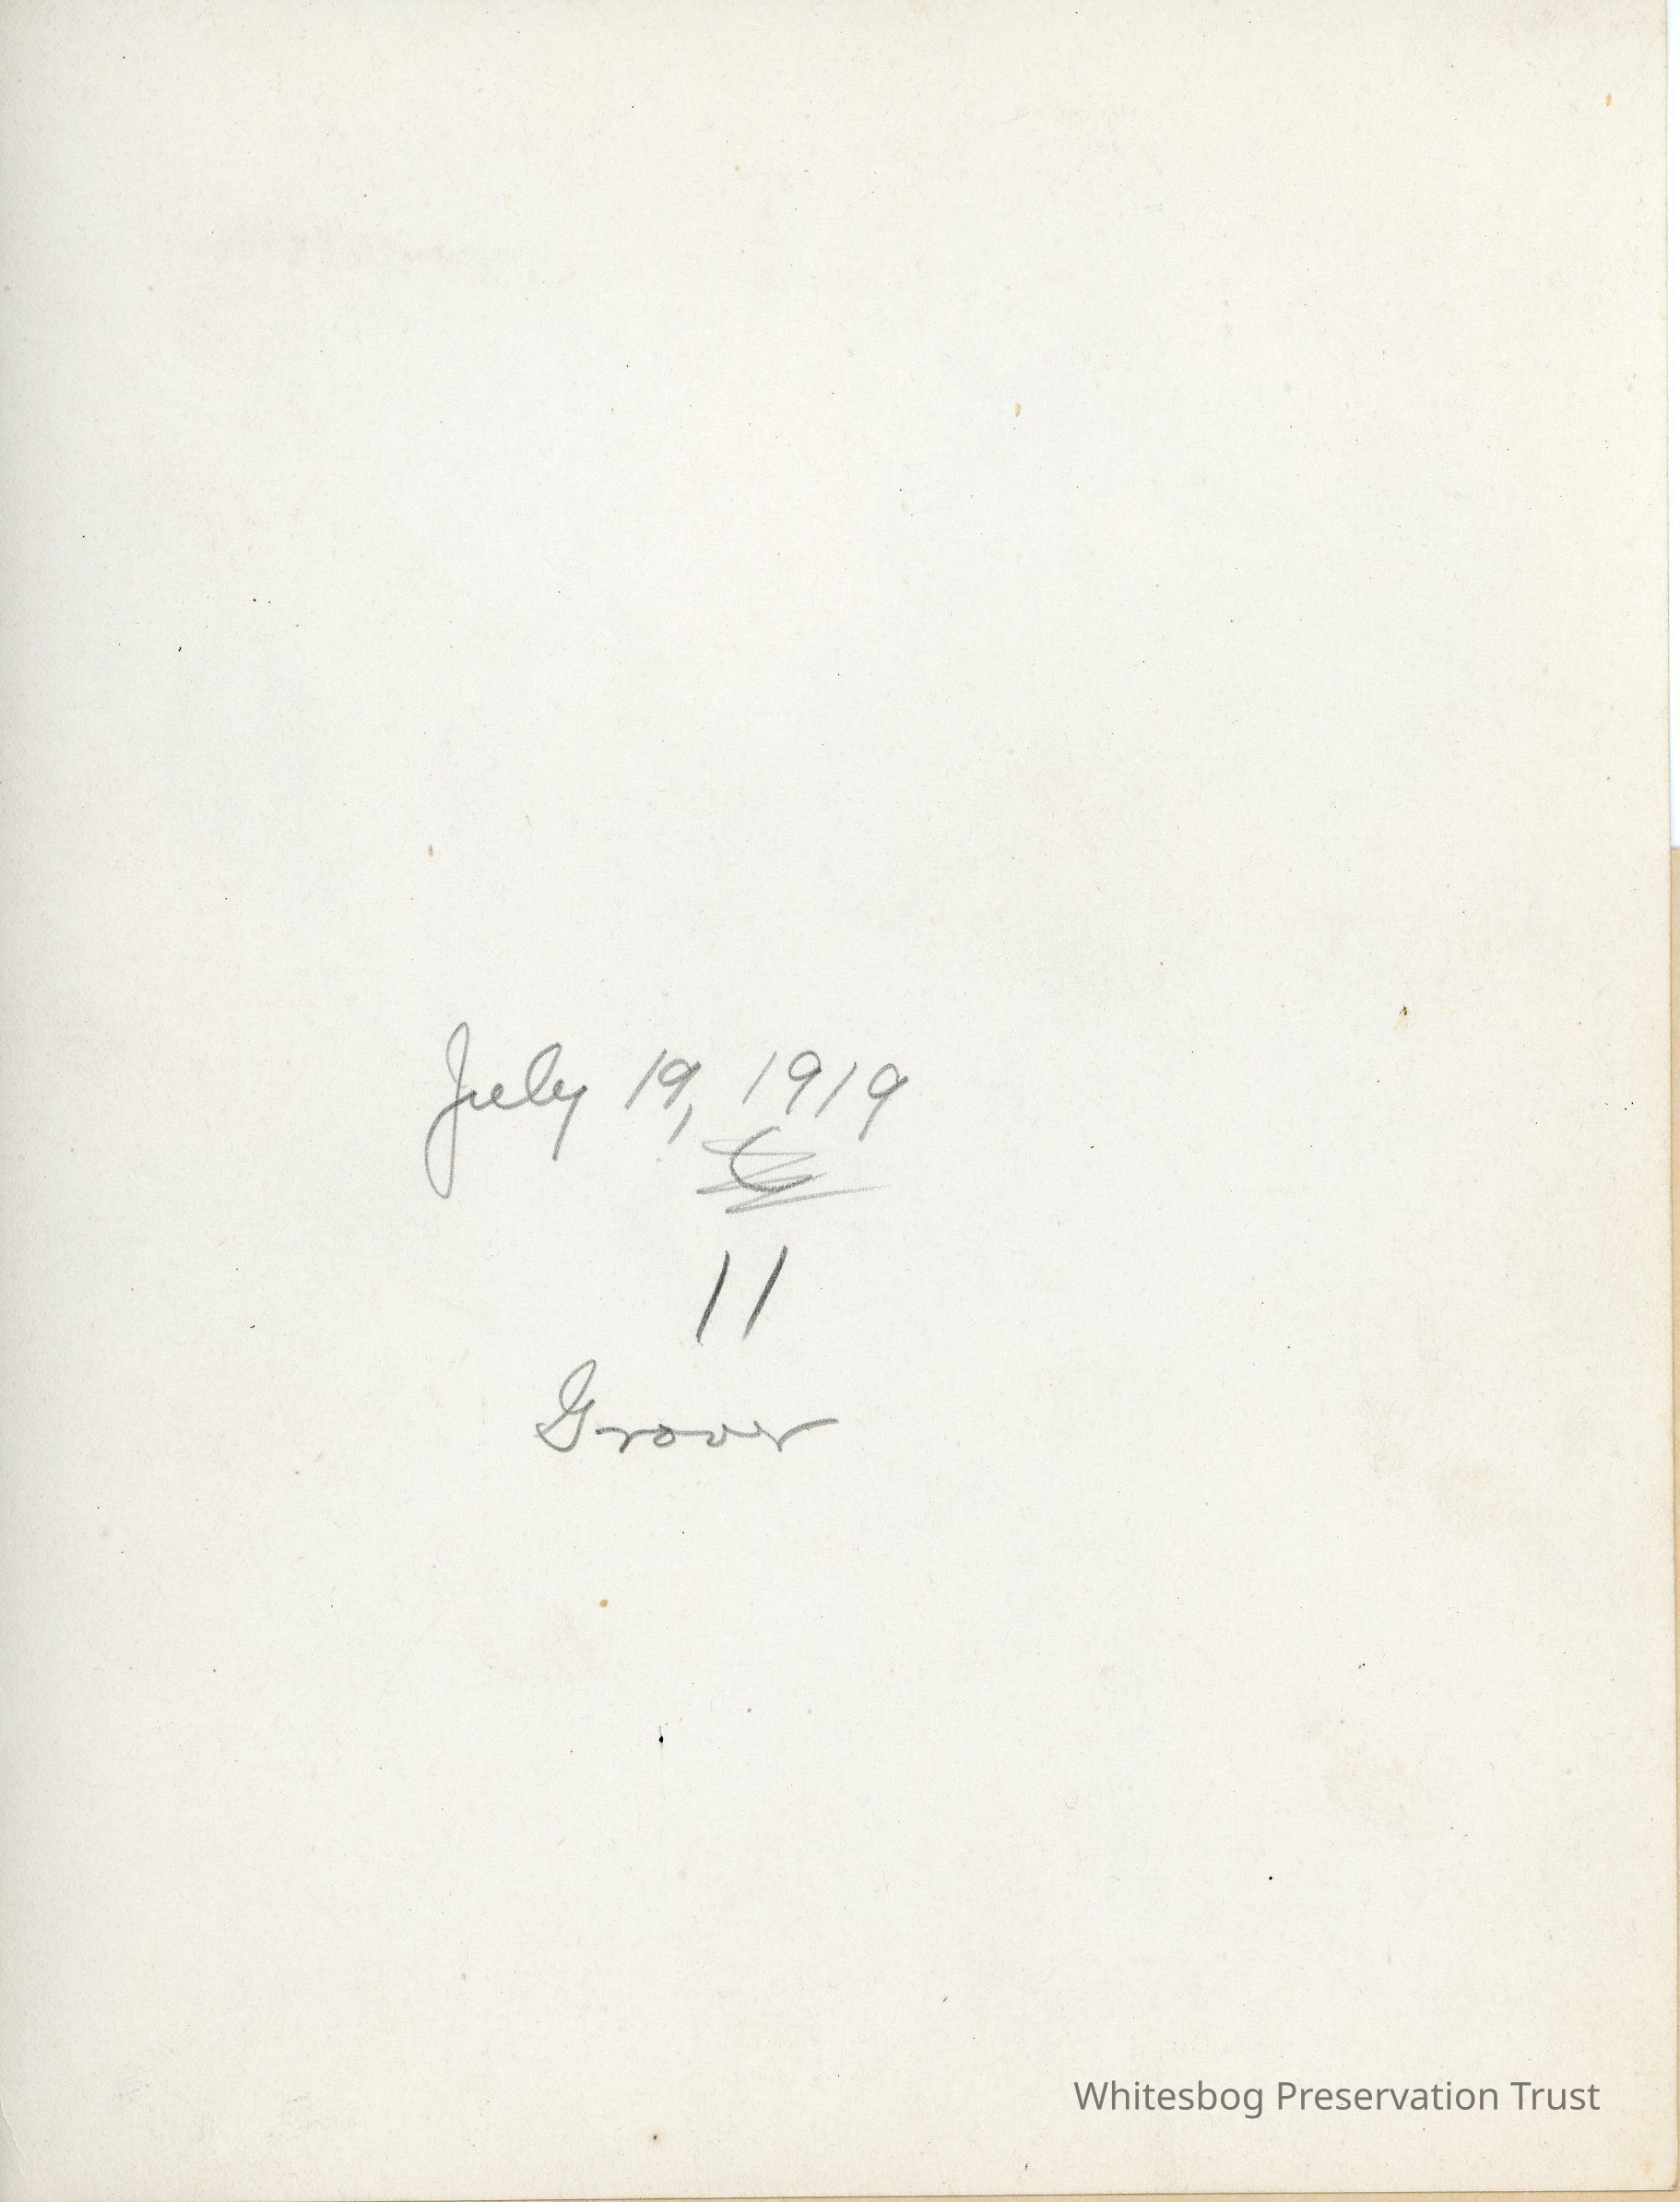 July 19, 1919
11
Grover
Whitesbog Preservation Trust